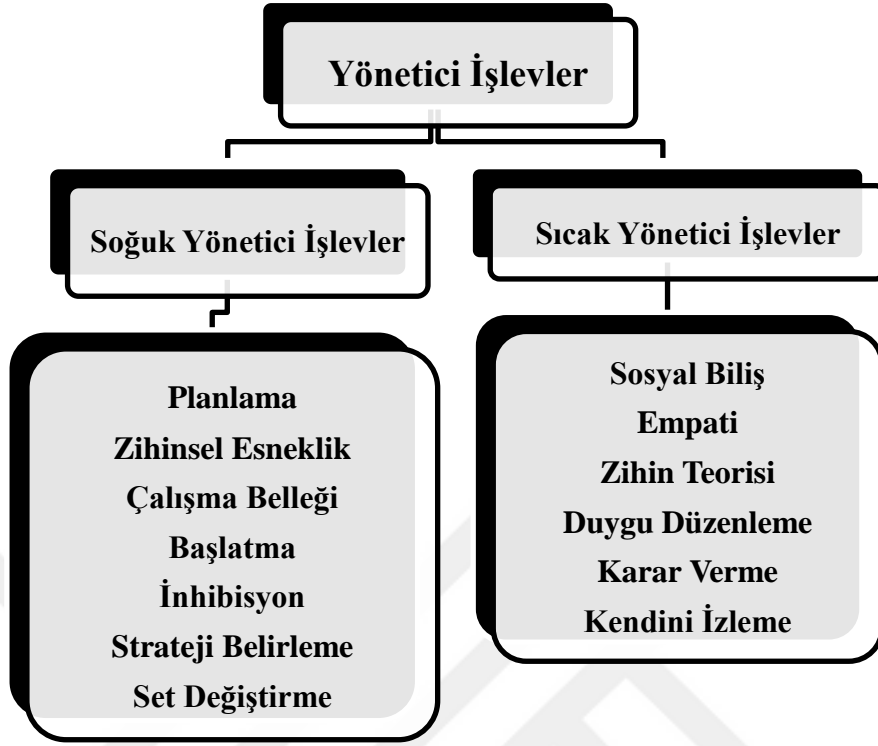 Yönetici İşlevler
Soğuk Yönetici İşlevler
Sıcak Yönetici İşlevler
Planlama
Zihinsel Esneklik
Çalışma Belleği
Başlatma
İnhibisyon
Strateji Belirleme
Set Değiştirme
Sosyal Biliş
Empati
Zihin Teorisi
Duygu Düzenleme
Karar Verme
Kendini İzleme